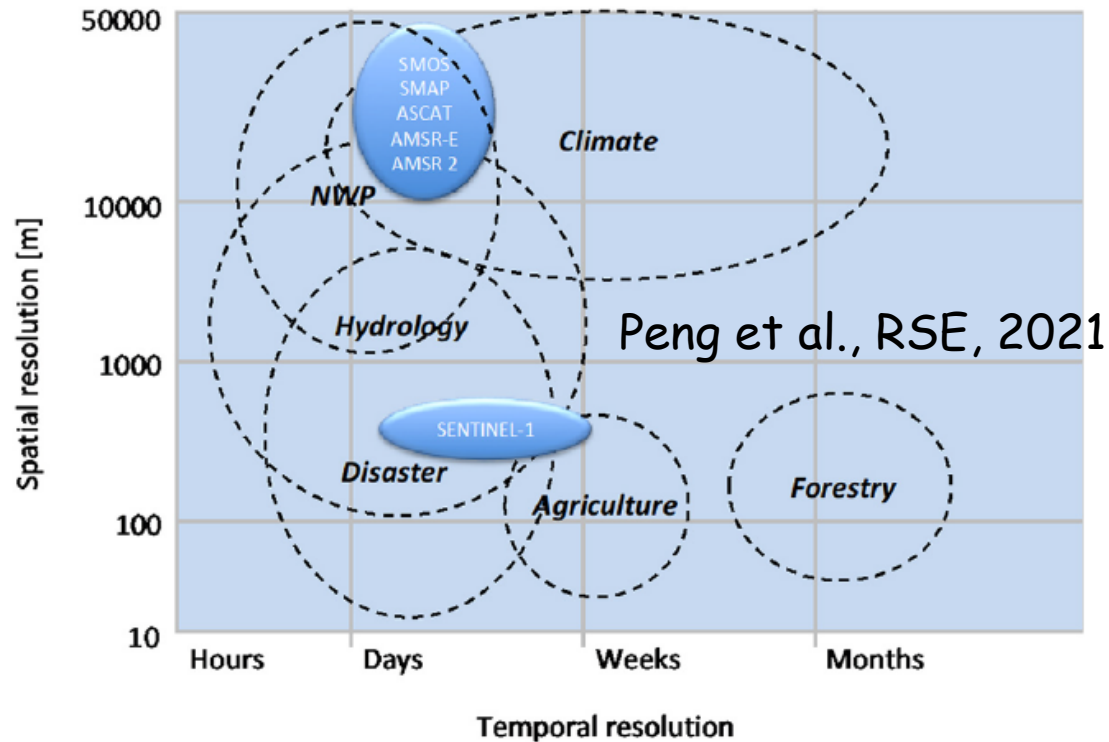 50000
SMOS
SMAP
ASCAT
AMSR-E
AMSR 2
Climate
NWP
10000
Hydrology
Peng et al., RSE, 2021
1000
SENTINEL-1
Disaster
Agriculture
Forestry
100
10
Hours Days Weeks Months
Temporal resolution
Spatial resolution [m]